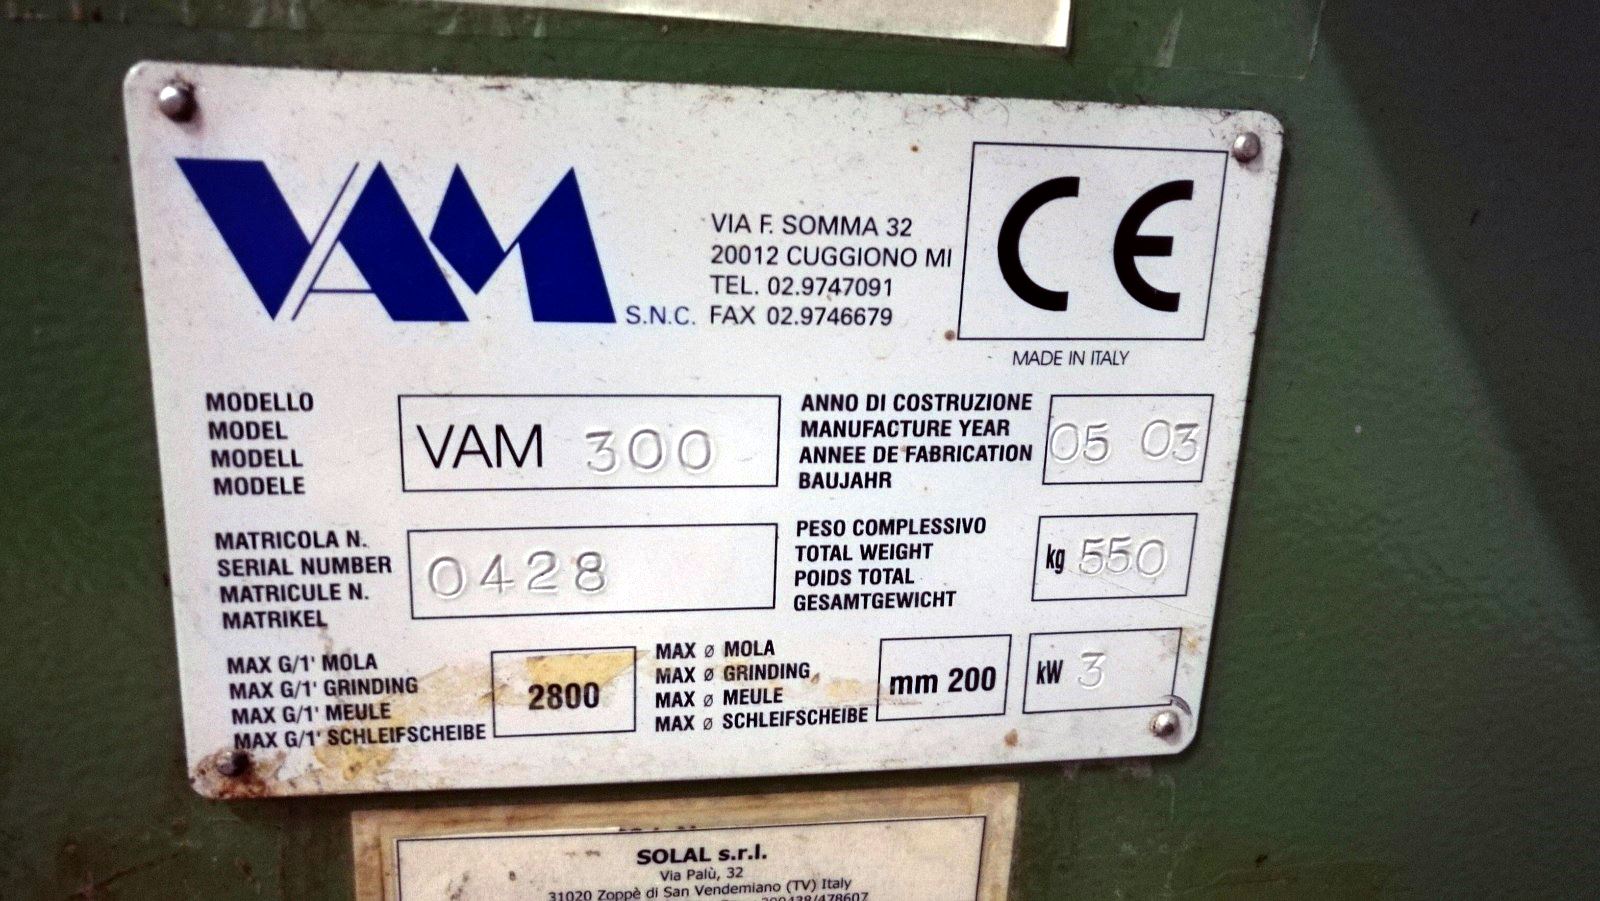 VAM S.N.C.
VIA F. SOMMA 32
20012 CUGGIONO MI
TEL. 02.9747091
FAX 02.9746679
CE
MADE IN ITALY
MODELLO
MODEL
MODELL
MODELE
VAM 300
ANNO DI COSTRUZIONE
MANUFACTURE YEAR
ANNEE DE FABRICATION
BAUJAHR
05 03
MATRICOLA N.
SERIAL NUMBER
MATRICULE N.
MATRIKEL
0428
PESO COMPLESSIVO
TOTAL WEIGHT
POIDS TOTAL
GESAMTGEWICHT
kg 550
MAX G/1' MOLA
MAX G/1' GRINDING
MAX G/1' MEULE
MAX G/1' SCHLEIFSCHEIBE
2800
MAX ø MOLA
MAX ø GRINDING
MAX ø MEULE
MAX ø SCHLEIFSCHEIBE
mm 200
kW 3
SOLAL s.r.l.
Via Palù, 32
31020 Zoppè di San Vendemiano (TV) Italy